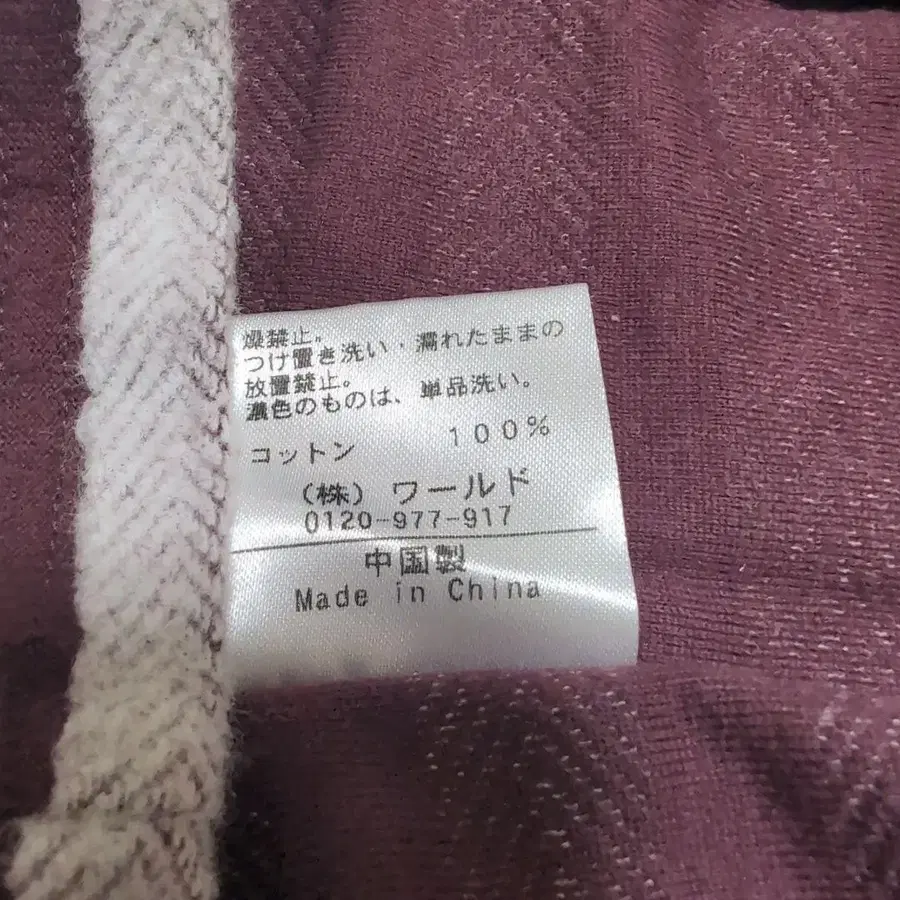 燥禁止。
つけ置き洗い・濡れたままの
放置禁止。
濃色のものは、単品洗い。
コットン 100%
(株) ワールド
0120-977-917
中国製
Made in China